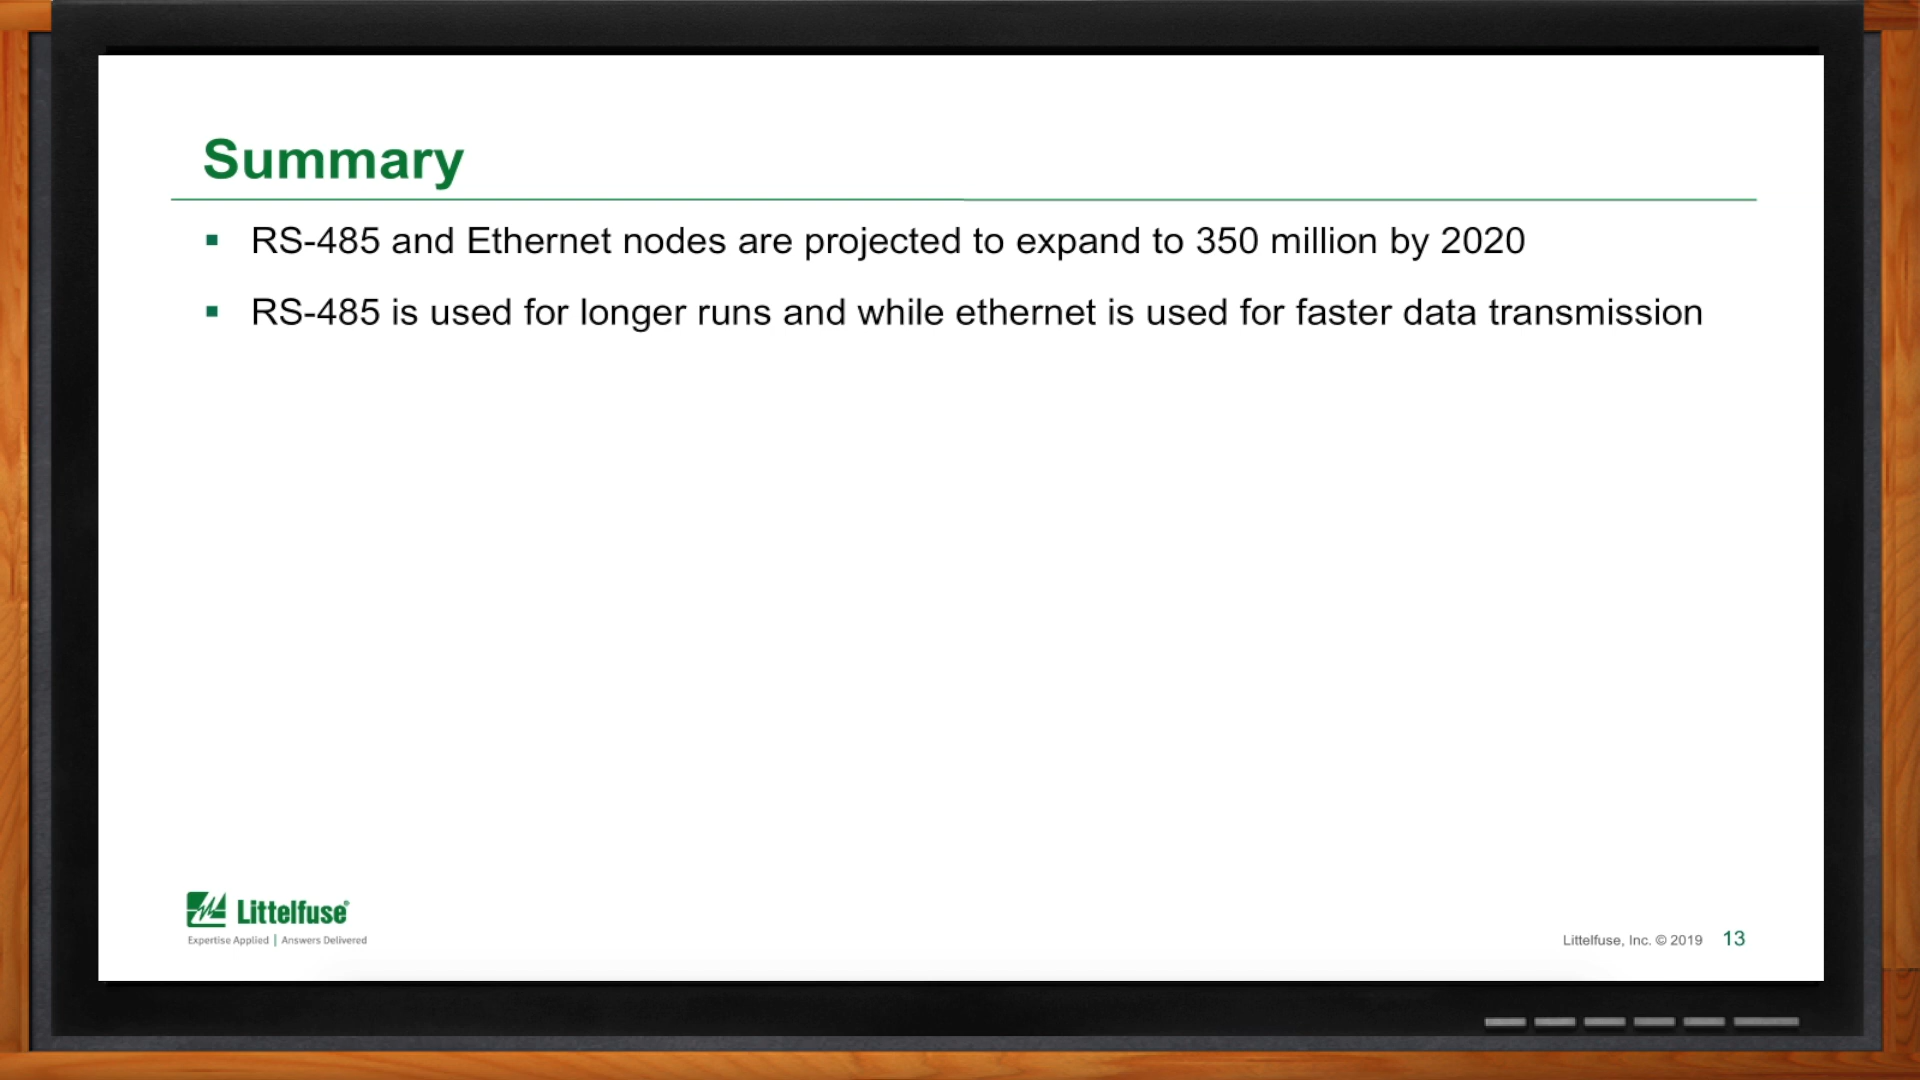 Summary
▪ RS-485 and Ethernet nodes are projected to expand to 350 million by 2020
▪ RS-485 is used for longer runs and while ethernet is used for faster data transmission
Littelfuse®
Expertise Applied | Answers Delivered
Littelfuse, Inc. © 2019 13